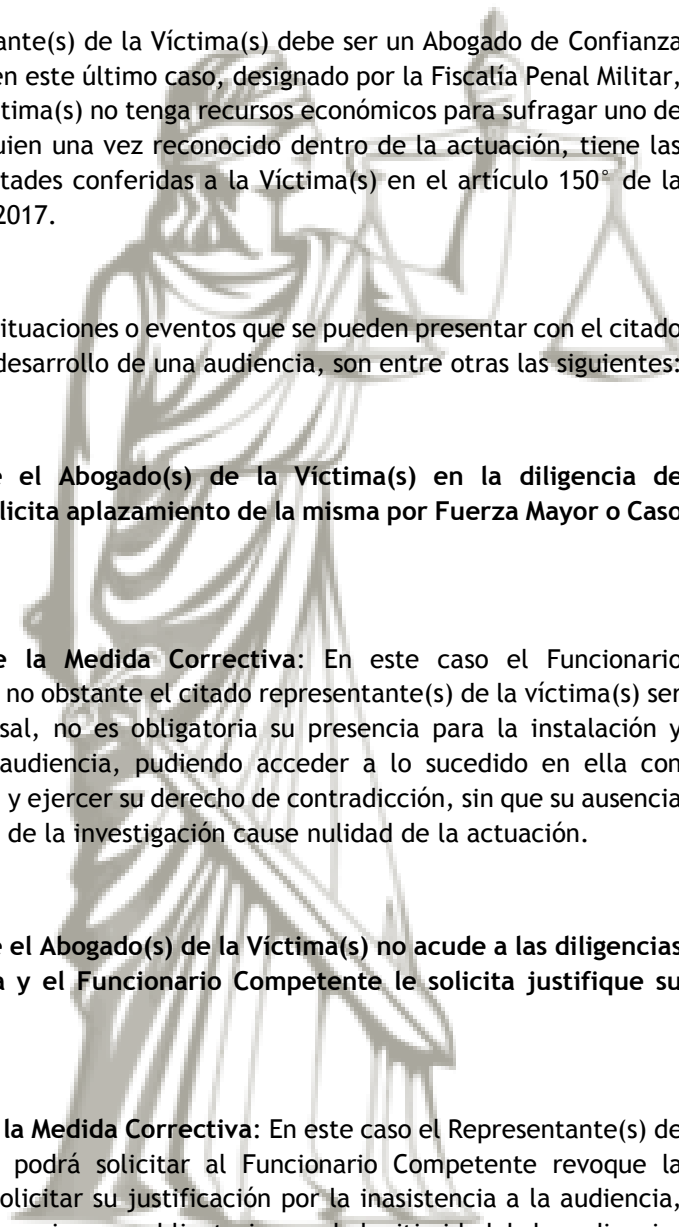 ante(s) de la Víctima(s) debe ser un Abogado de Confianza
en este último caso, designado por la Fiscalía Penal Militar,
tima(s) no tenga recursos económicos para sufragar uno de
uien una vez reconocido dentro de la actuación, tiene las
tades conferidas a la Víctima(s) en el artículo 150° de la
2017.
ituaciones o eventos que se pueden presentar con el citado
desarrollo de una audiencia, son entre otras las siguientes:
e el Abogado(s) de la Víctima(s) en la diligencia de
licita aplazamiento de la misma por Fuerza Mayor o Caso
e la Medida Correctiva: En este caso el Funcionario
no obstante el citado representante(s) de la víctima(s) ser
sal, no es obligatoria su presencia para la instalación y
audiencia, pudiendo acceder a lo sucedido en ella con
y ejercer su derecho de contradicción, sin que su ausencia
de la investigación cause nulidad de la actuación.
e el Abogado(s) de la Víctima(s) no acude a las diligencias
a y el Funcionario Competente le solicita justifique su
la Medida Correctiva: En este caso el Representante(s) de
podrá solicitar al Funcionario Competente revoque la
olicitar su justificación por la inasistencia a la audiencia,